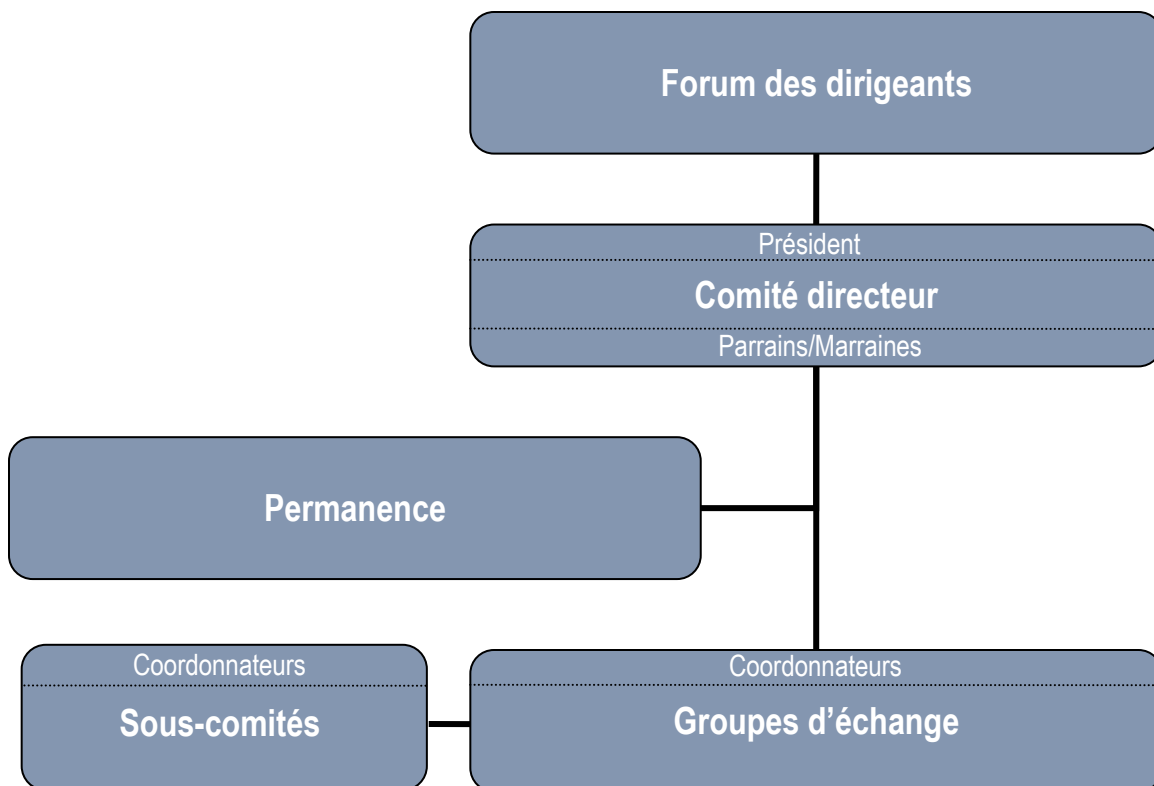 Forum des dirigeants
Président
Comité directeur
Parrains/Marraines
Permanence
Coordonnateurs
Sous-comités
Coordonnateurs
Groupes d’échange